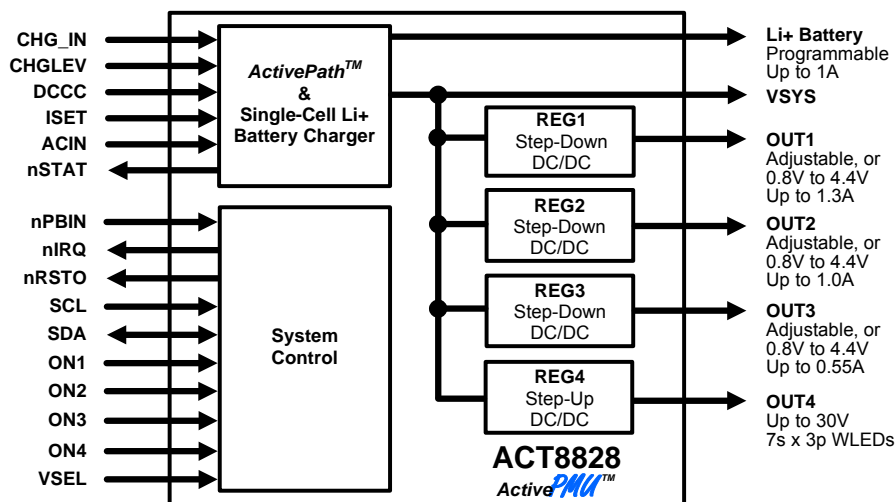 CHG_IN
CHGLEV
DCCC
ISET
ACIN
nSTAT
ActivePath™
&
Single-Cell Li+
Battery Charger
Li+ Battery
Programmable
Up to 1A
VSYS
REG1
Step-Down
DC/DC
OUT1
Adjustable, or
0.8V to 4.4V
Up to 1.3A
nPBIN
nIRQ
nRSTO
SCL
SDA
ON1
ON2
ON3
ON4
VSEL
System
Control
REG2
Step-Down
DC/DC
OUT2
Adjustable, or
0.8V to 4.4V
Up to 1.0A
REG3
Step-Down
DC/DC
OUT3
Adjustable, or
0.8V to 4.4V
Up to 0.55A
REG4
Step-Up
DC/DC
OUT4
Up to 30V
7s x 3p WLEDs
ACT8828
ActivePMU™